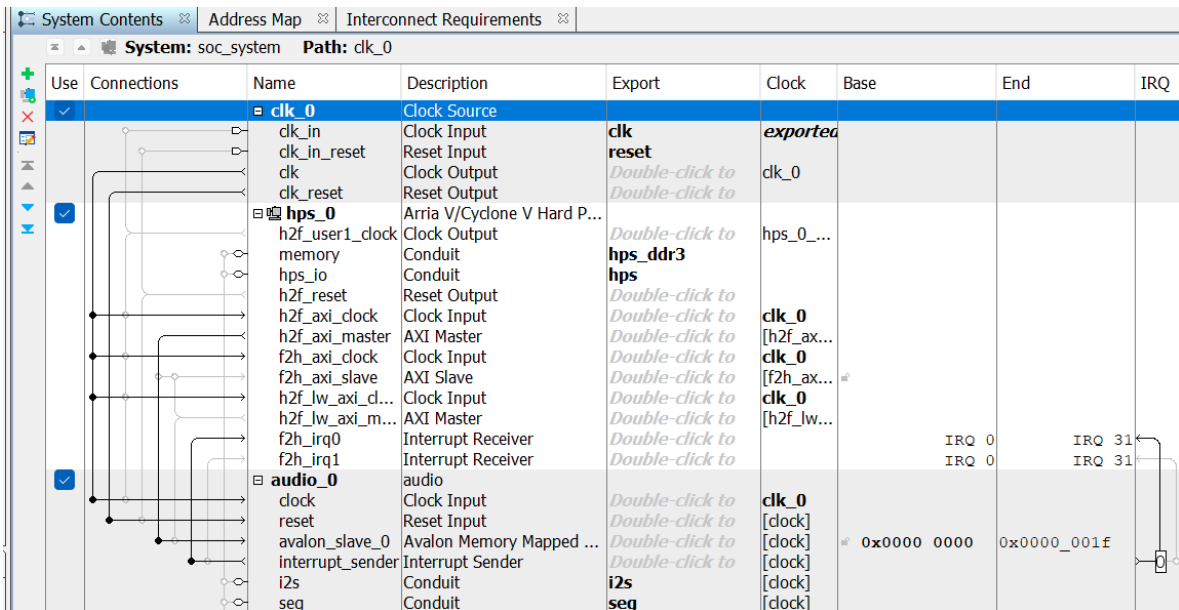 System Contents Address Map Interconnect Requirements
System: soc_system Path: clk_0
Use Connections Name Description Export Clock Base End IRQ
clk_0 Clock Source
clk_in Clock Input clk exported
clk_in_reset Reset Input reset
clk Clock Output Double-click to clk_0
clk_reset Reset Output Double-click to
hps_0 Arria V/Cyclone V Hard P...
h2f_user1_clock Clock Output Double-click to hps_0_...
memory Conduit hps_ddr3
hps_io Conduit hps
h2f_reset Reset Output Double-click to
h2f_axi_clock Clock Input Double-click to clk_0
h2f_axi_master AXI Master Double-click to [h2f_ax...
f2h_axi_clock Clock Input Double-click to clk_0
f2h_axi_slave AXI Slave Double-click to [f2h_ax...
h2f_lw_axi_cl... Clock Input Double-click to clk_0
h2f_lw_axi_m... AXI Master Double-click to [h2f_lw...
f2h_irq0 Interrupt Receiver Double-click to IRQ 0 IRQ 31
f2h_irq1 Interrupt Receiver Double-click to IRQ 0 IRQ 31
audio_0 audio
clock Clock Input Double-click to clk_0
reset Reset Input Double-click to [clock]
avalon_slave_0 Avalon Memory Mapped ... Double-click to [clock] 0x0000 0000 0x0000_001f
interrupt_sender Interrupt Sender Double-click to [clock] 0
i2s Conduit i2s [clock]
seg Conduit seg [clock]